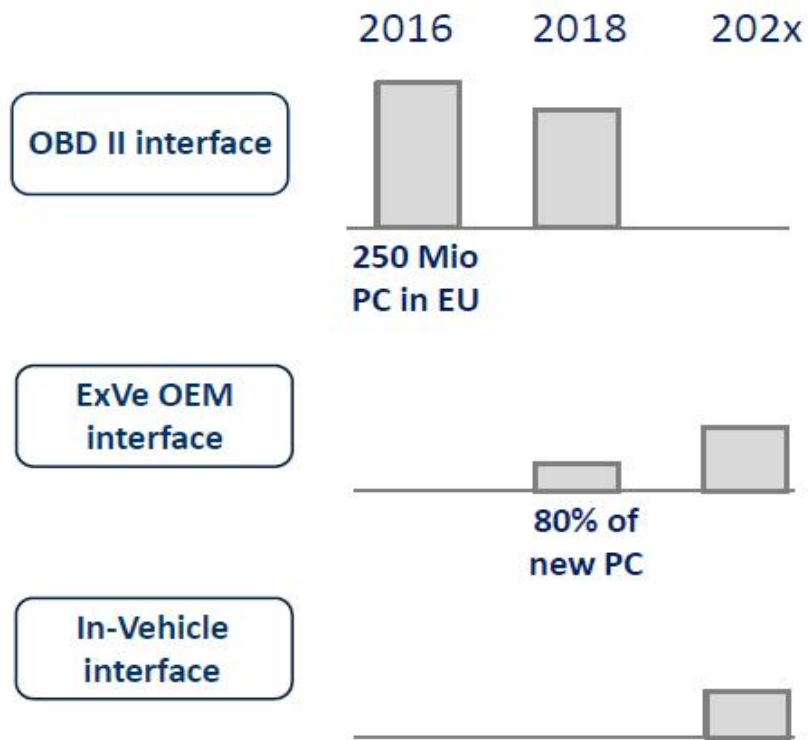 2016 2018 202x
OBD II interface
250 Mio
PC in EU
ExVe OEM
interface
80% of
new PC
In-Vehicle
interface